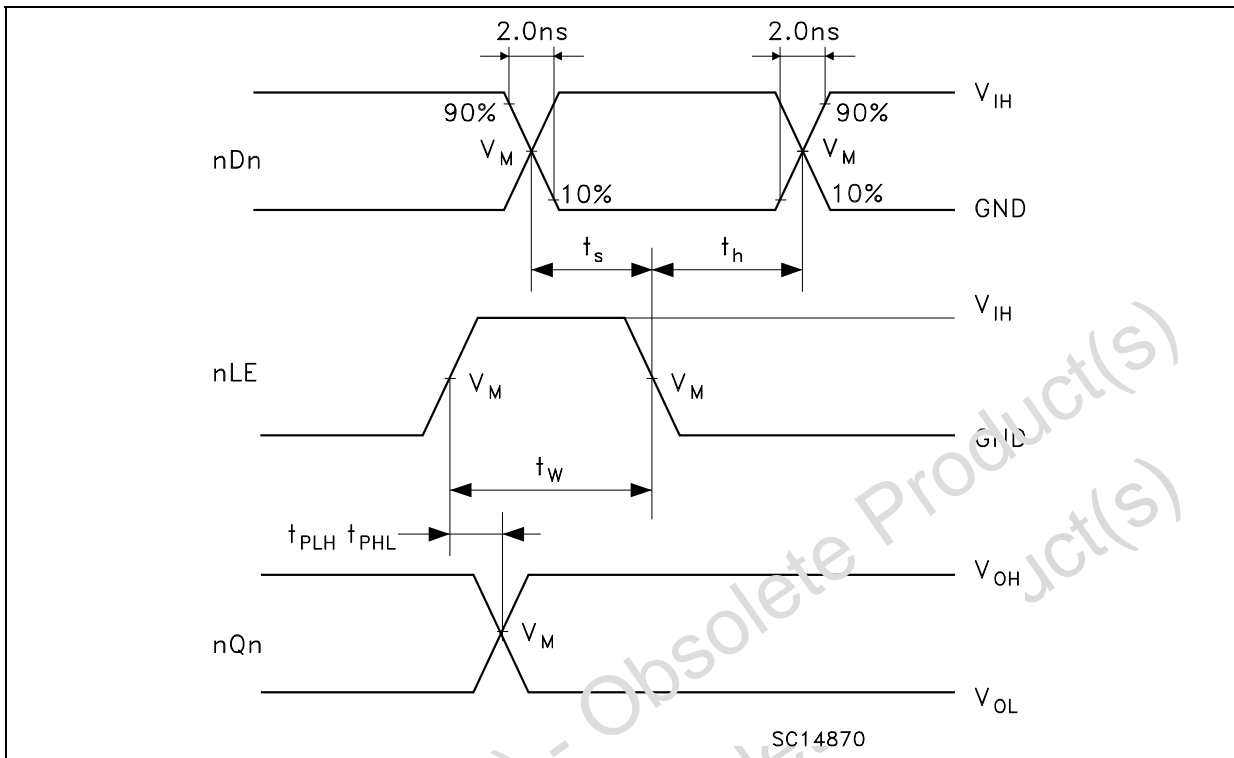 2.0ns 2.0ns
V_IH
90% 90%
nDn V_M V_M
10% 10%
GND
t_s t_h
V_IH
nLE V_M V_M
GND
t_W
t_PLH t_PHL
V_OH
nQn V_M
V_OL
SC14870
Obsolete Product(s)